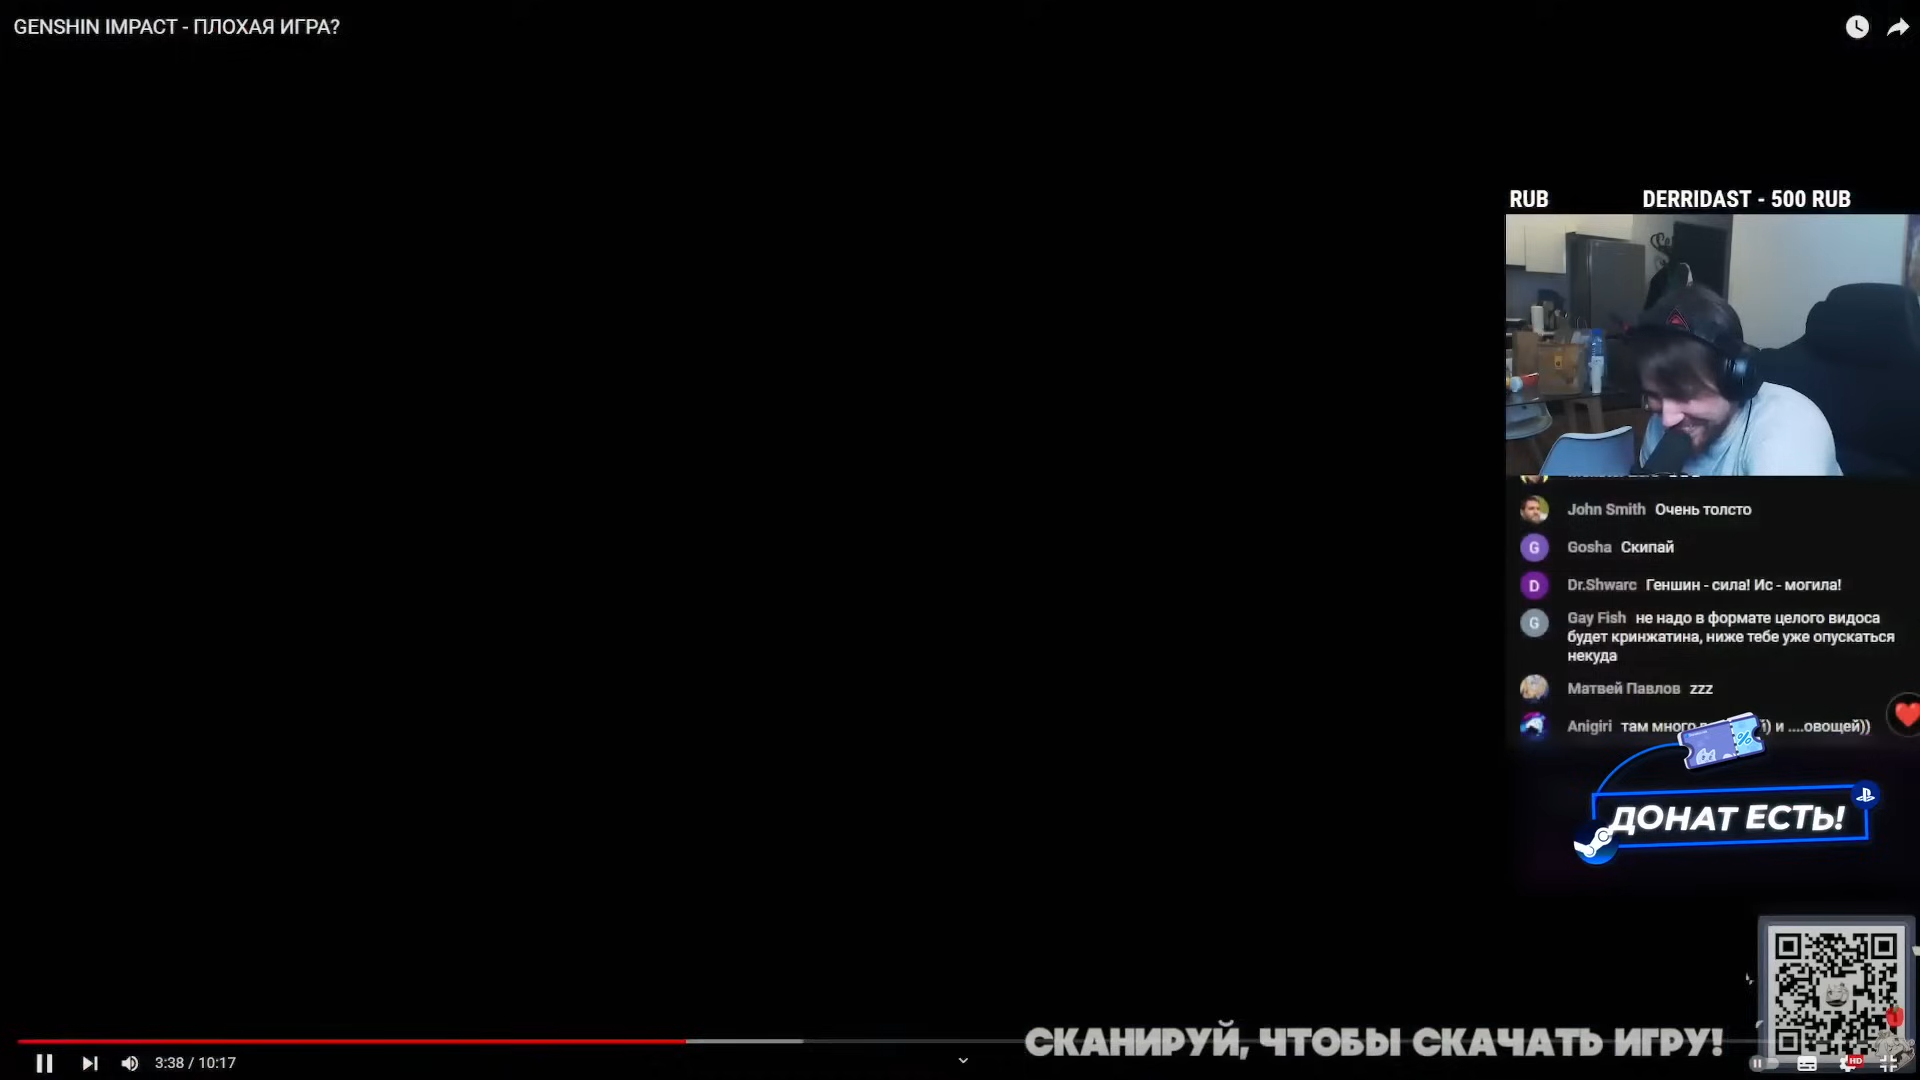 GENSHIN IMPACT - ПЛОХАЯ ИГРА?
RUB DERRIDAST - 500 RUB
John Smith Очень толсто
Gosha Скипай
Dr.Shwarc Геншин - сила! Ис - могила!
Gay Fish не надо в формате целого видоса
будет кринжатина, ниже тебе уже опускаться
некуда
Матвей Павлов zzz
Anigiri там много и ....овощей))
ДОНАТ ЕСТЬ!
СКАНИРУЙ, ЧТОБЫ СКАЧАТЬ ИГРУ!
3:38 / 10:17
HD